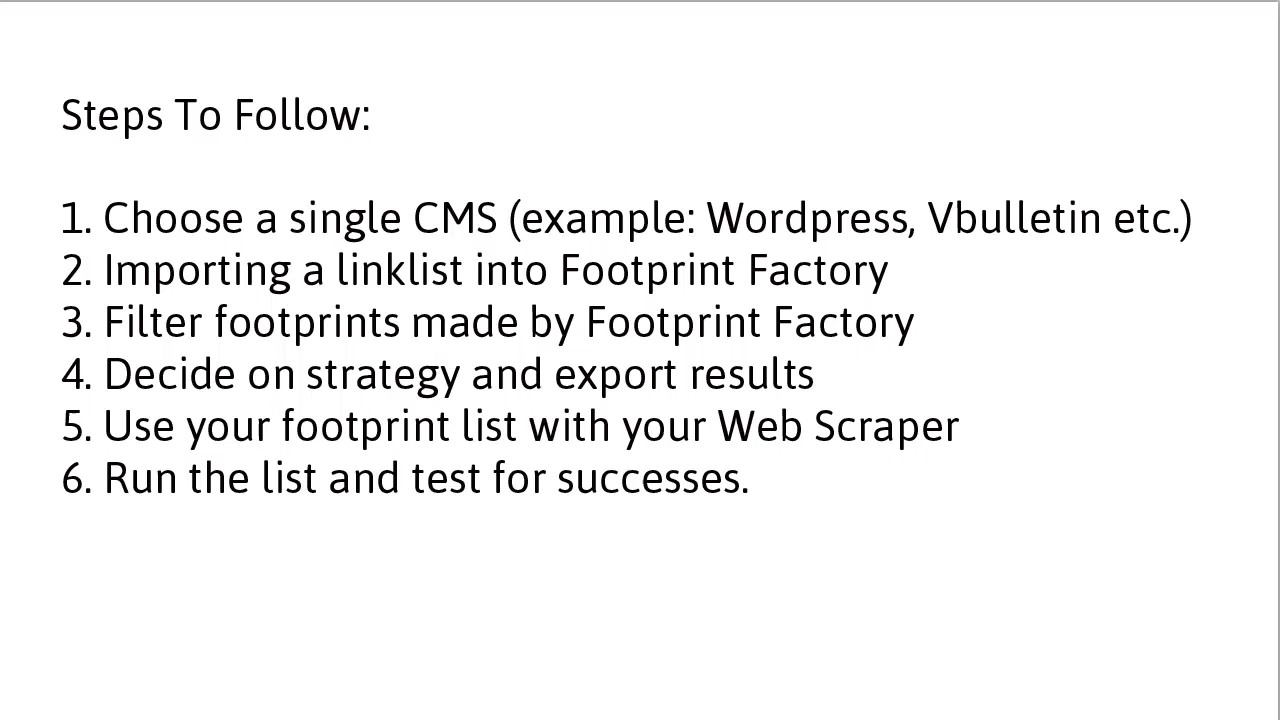 Steps To Follow:
1. Choose a single CMS (example: Wordpress, Vbulletin etc.)
2. Importing a linklist into Footprint Factory
3. Filter footprints made by Footprint Factory
4. Decide on strategy and export results
5. Use your footprint list with your Web Scraper
6. Run the list and test for successes.